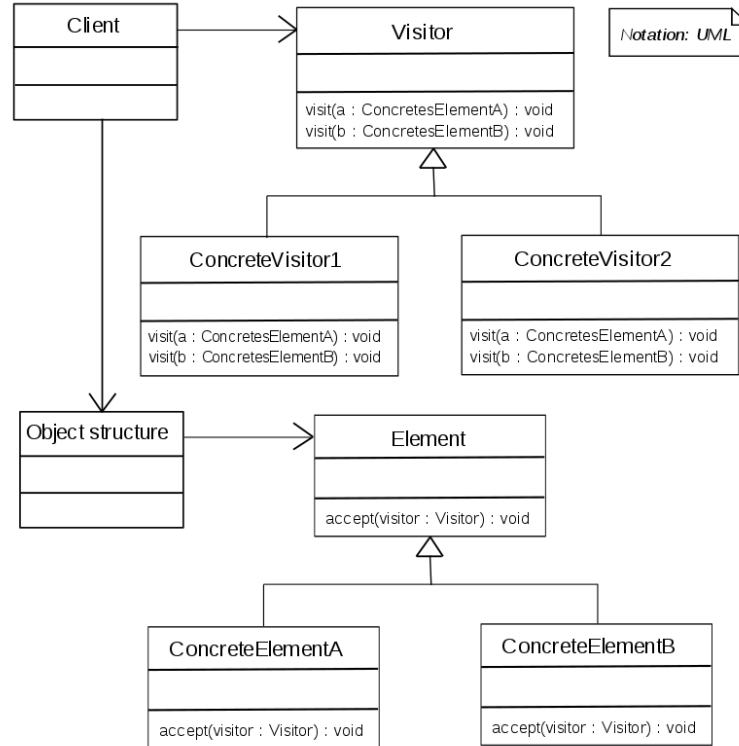 Client
Visitor
Notation: UML
visit(a : ConcretesElementA) : void
visit(b : ConcretesElementB) : void
ConcreteVisitor1
ConcreteVisitor2
visit(a : ConcretesElementA) : void
visit(b : ConcretesElementB) : void
visit(a : ConcretesElementA) : void
visit(b : ConcretesElementB) : void
Object structure
Element
accept(visitor : Visitor) : void
ConcreteElementA
ConcreteElementB
accept(visitor : Visitor) : void
accept(visitor : Visitor) : void